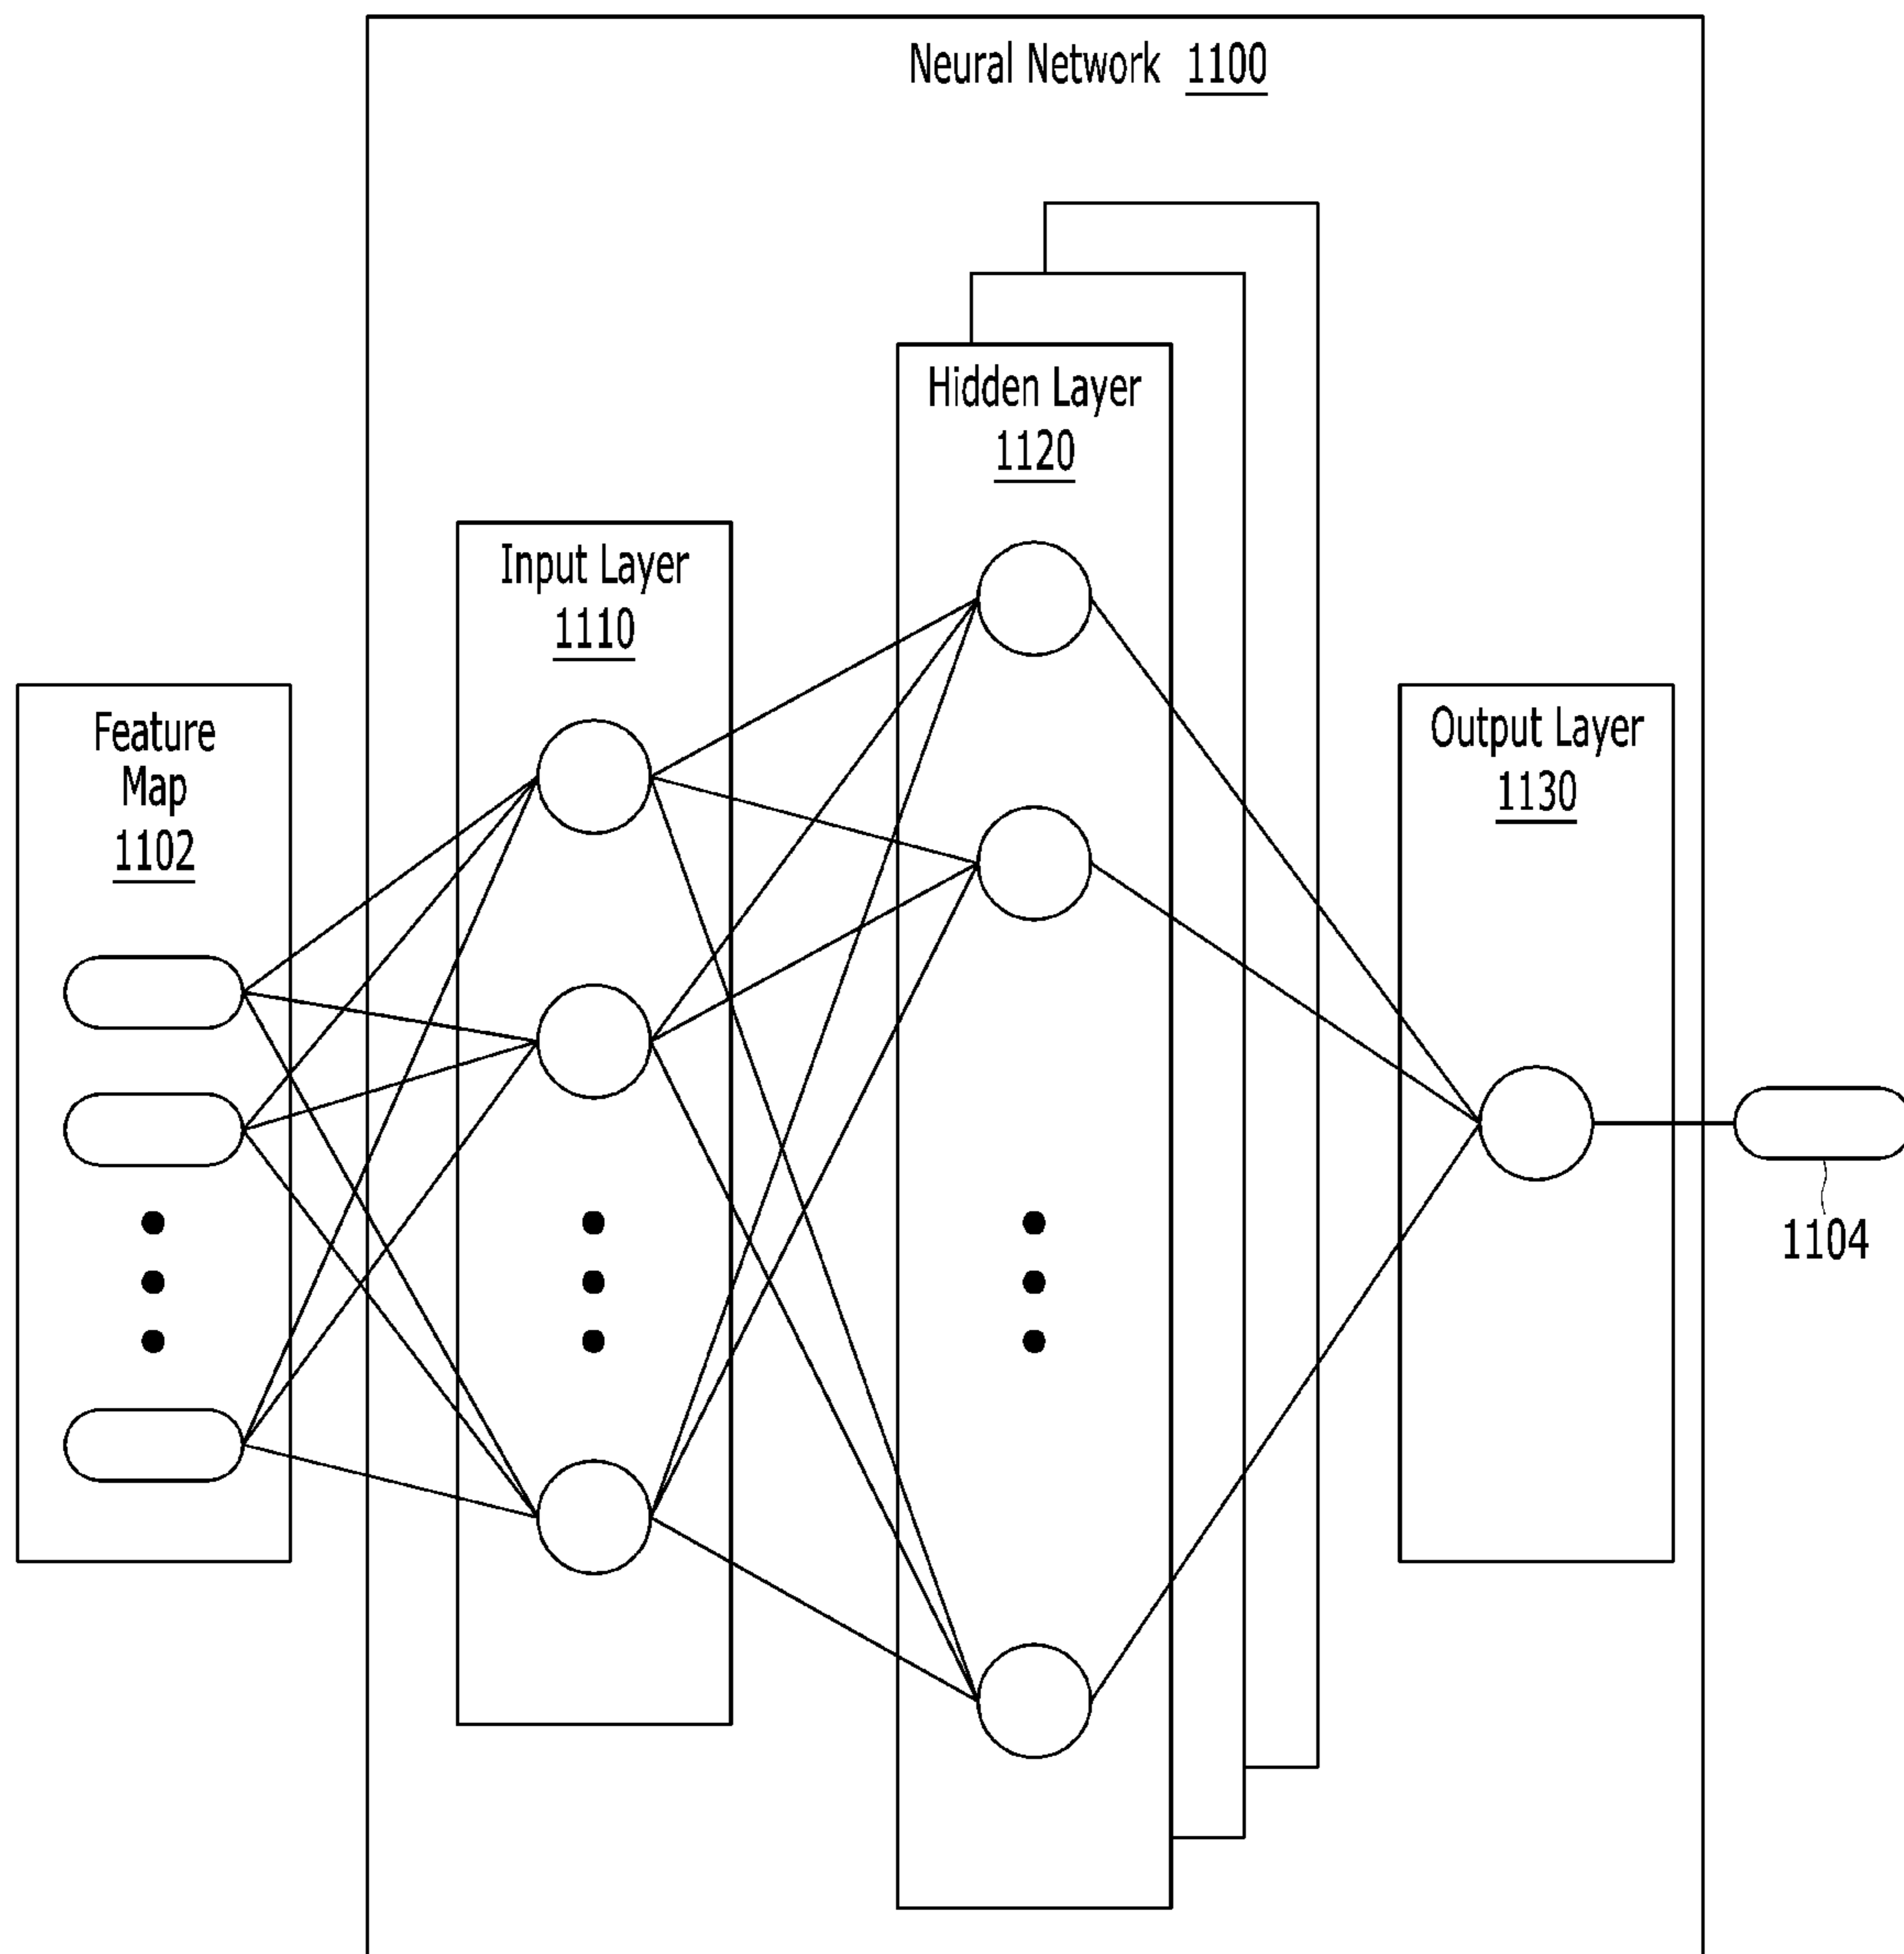 Neural Network 1100
Hidden Layer
1120
Input Layer
1110
Feature
Map
1102
Output Layer
1130
1104